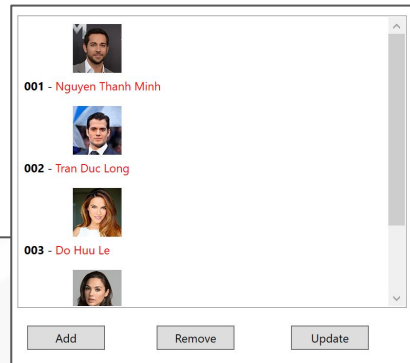 001 - Nguyen Thanh Minh
002 - Tran Duc Long
003 - Do Huu Le
Add Remove Update